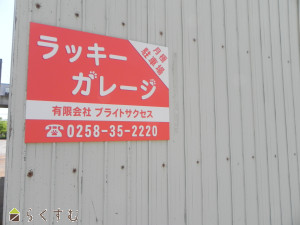 ラッキー
ガレージ
月極
駐車場
有限会社 ブライトサクセス
☎0258-35-2220
らくすむ